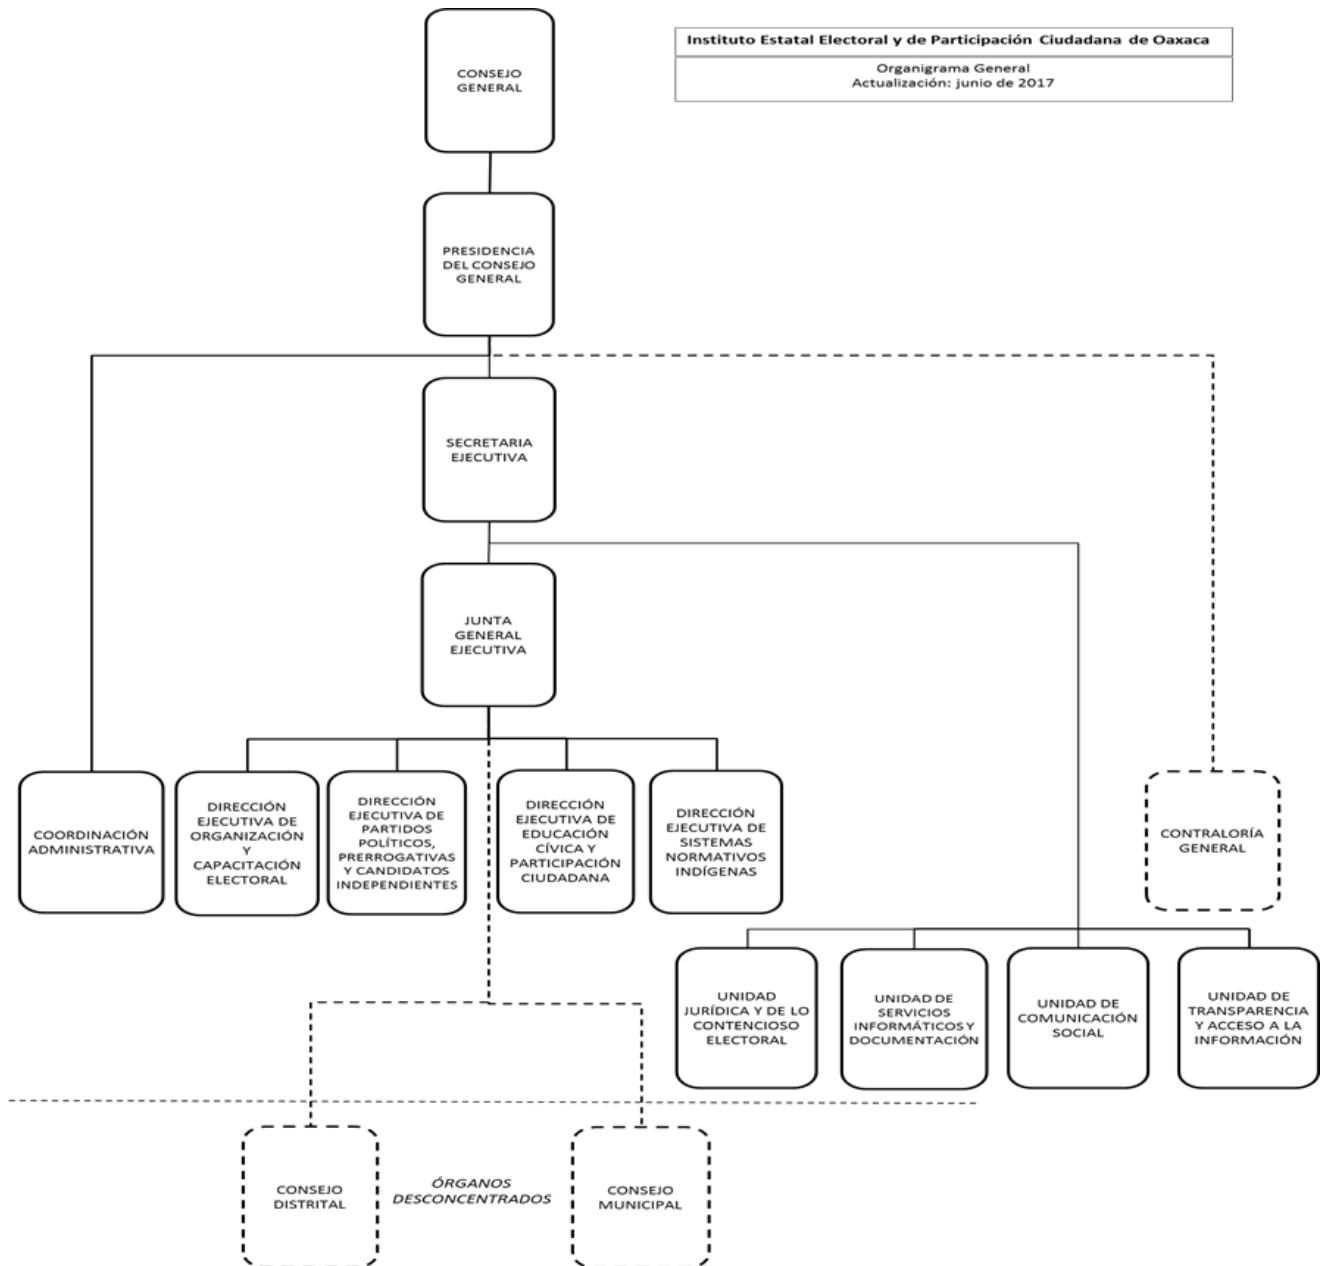 Instituto Estatal Electoral y de Participación Ciudadana de Oaxaca
Organigrama General
Actualización: junio de 2017
CONSEJO
GENERAL
PRESIDENCIA
DEL CONSEJO
GENERAL
SECRETARIA
EJECUTIVA
JUNTA
GENERAL
EJECUTIVA
COORDINACIÓN
ADMINISTRATIVA
DIRECCIÓN
EJECUTIVA DE
ORGANIZACIÓN
Y
CAPACITACIÓN
ELECTORAL
DIRECCIÓN
EJECUTIVA DE
PARTIDOS
POLÍTICOS,
PRERROGATIVAS
Y CANDIDATOS
INDEPENDIENTES
DIRECCIÓN
EJECUTIVA DE
EDUCACIÓN
CÍVICA Y
PARTICIPACIÓN
CIUDADANA
DIRECCIÓN
EJECUTIVA DE
SISTEMAS
NORMATIVOS
INDÍGENAS
CONTRALORÍA
GENERAL
UNIDAD
JURÍDICA Y DE LO
CONTENCIOSO
ELECTORAL
UNIDAD DE
SERVICIOS
INFORMÁTICOS Y
DOCUMENTACIÓN
UNIDAD DE
COMUNICACIÓN
SOCIAL
UNIDAD DE
TRANSPARENCIA
Y ACCESO A LA
INFORMACIÓN
CONSEJO
DISTRITAL
ÓRGANOS
DESCONCENTRADOS
CONSEJO
MUNICIPAL